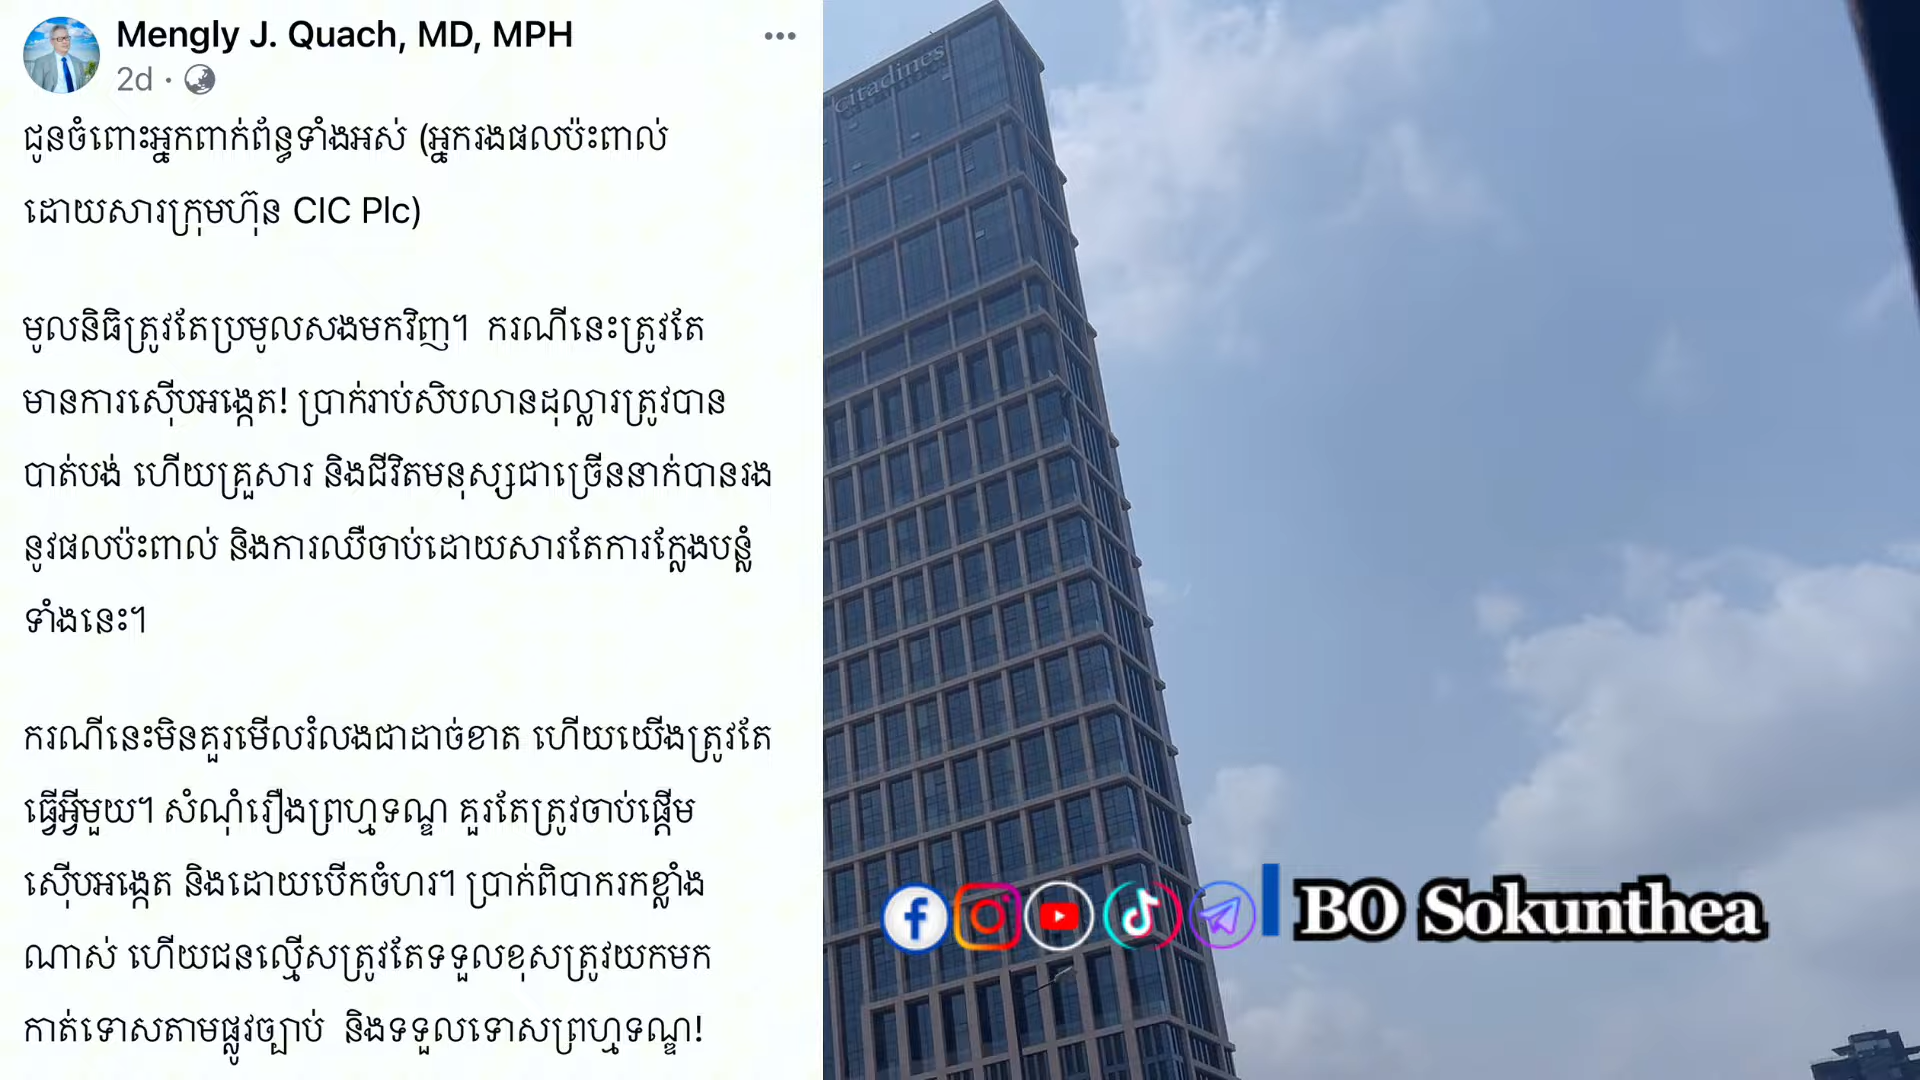 Mengly J. Quach, MD, MPH
2d ·
ជូនចំពោះអ្នកពាក់ព័ន្ធទាំងអស់ (អ្នករងផលប៉ះពាល់
ដោយសារក្រុមហ៊ុន CIC Plc)
មូលនិធិត្រូវតែប្រមូលសងមកវិញ។ ករណីនេះត្រូវតែ
មានការស៊ើបអង្កេត! ប្រាក់រាប់សិបលានដុល្លារត្រូវបាន
បាត់បង់ ហើយគ្រួសារ និងជីវិតមនុស្សជាច្រើននាក់បានរង
នូវផលប៉ះពាល់ និងការឈឺចាប់ដោយសារតែការក្លែងបន្លំ
ទាំងនេះ។
ករណីនេះមិនគួរមើលរំលងជាដាច់ខាត ហើយយើងត្រូវតែ
ធ្វើអ្វីមួយ។ សំណុំរឿងព្រហ្មទណ្ឌ គួរតែត្រូវចាប់ផ្តើម
ស៊ើបអង្កេត និងដោយបើកចំហរ។ ប្រាក់ពិបាករកខ្លាំង
ណាស់ ហើយជនល្មើសត្រូវតែទទួលខុសត្រូវយកមក
កាត់ទោសតាមផ្លូវច្បាប់ និងទទួលទោសព្រហ្មទណ្ឌ!
citadines
BO Sokunthea